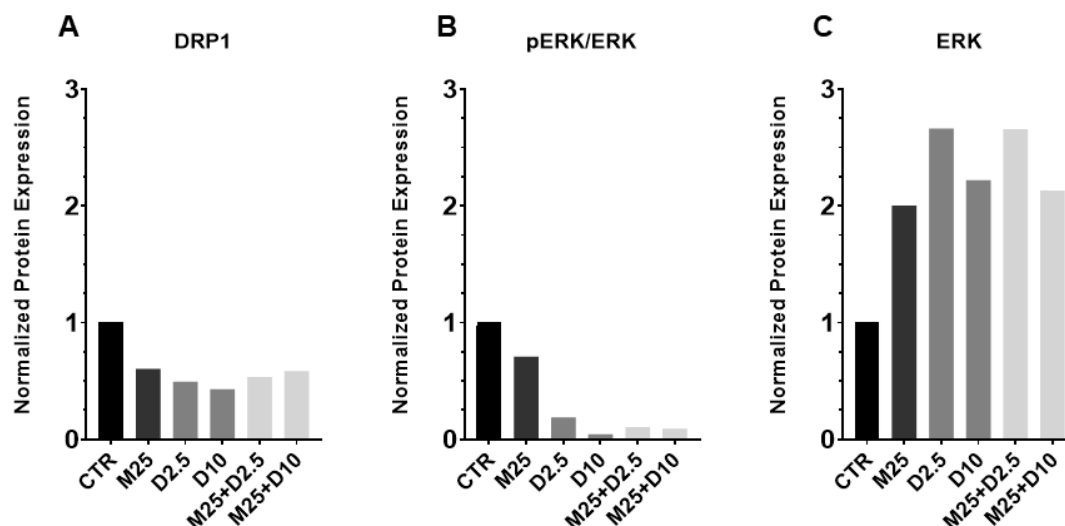 A
DRP1
Normalized Protein Expression
3
2
1
0
CTR
M25
D2.5
D10
M25+D2.5
M25+D10
B
pERK/ERK
Normalized Protein Expression
3
2
1
0
CTR
M25
D2.5
D10
M25+D2.5
M25+D10
C
ERK
Normalized Protein Expression
3
2
1
0
CTR
M25
D2.5
D10
M25+D2.5
M25+D10